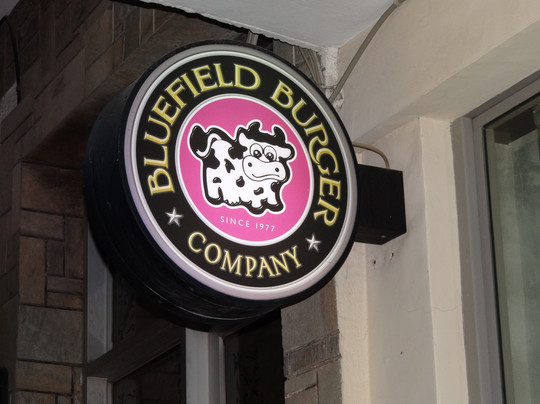 BLUEFIELD BURGER
SINCE 1977
COMPANY